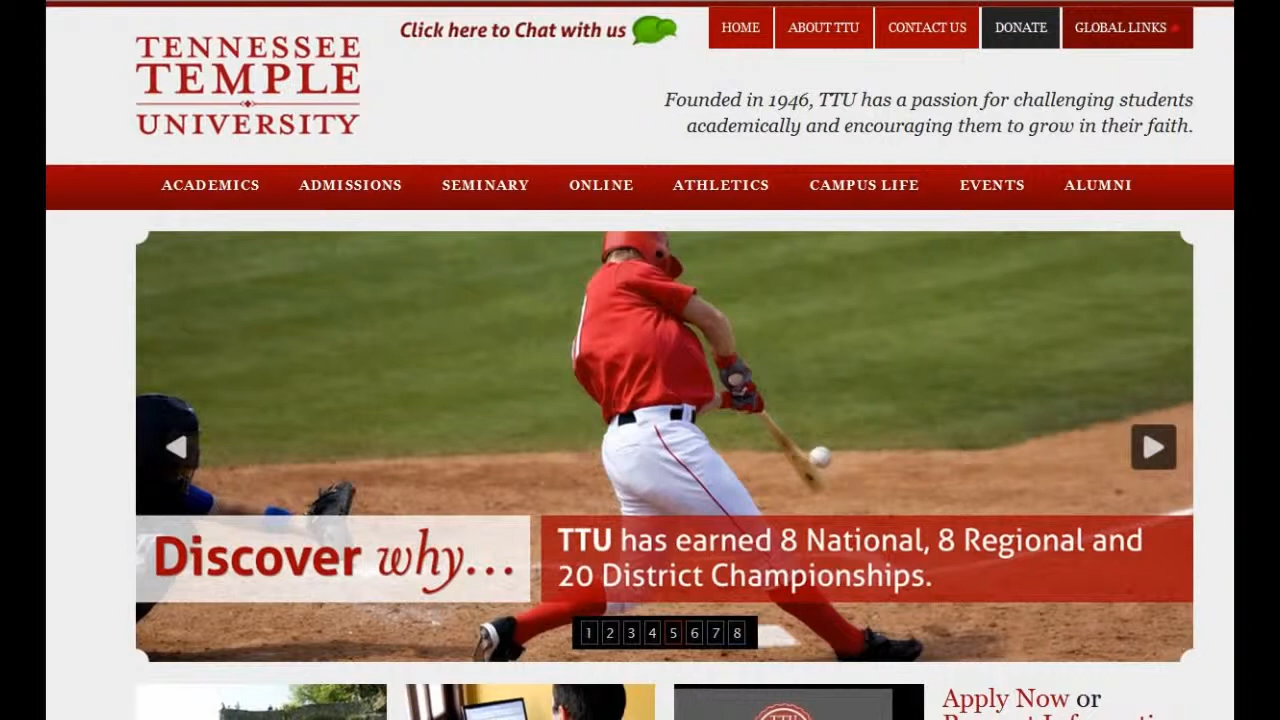 TENNESSEE
TEMPLE
UNIVERSITY
Click here to Chat with us
HOME
ABOUT TTU
CONTACT US
DONATE
GLOBAL LINKS
Founded in 1946, TTU has a passion for challenging students
academically and encouraging them to grow in their faith.
ACADEMICS
ADMISSIONS
SEMINARY
ONLINE
ATHLETICS
CAMPUS LIFE
EVENTS
ALUMNI
Discover why...
TTU has earned 8 National, 8 Regional and
20 District Championships.
1 2 3 4 5 6 7 8
TTU
Apply Now or